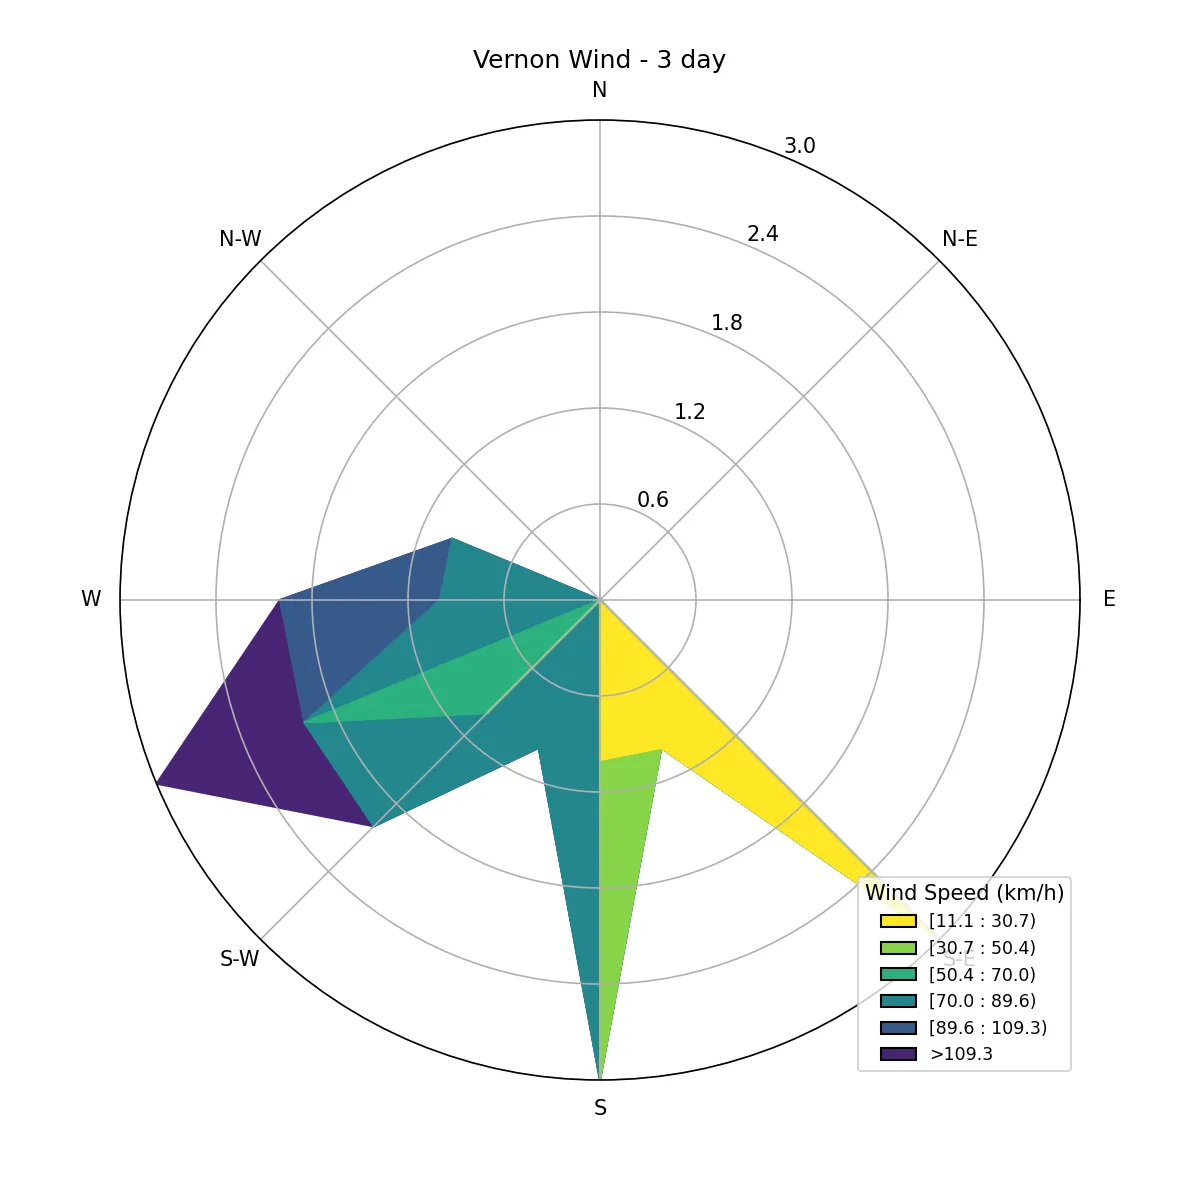 Vernon Wind - 3 day
N
3.0
N-W
N-E
2.4
1.8
1.2
0.6
W
E
S-W
S-E
S
Wind Speed (km/h)
[11.1 : 30.7)
[30.7 : 50.4)
[50.4 : 70.0)
[70.0 : 89.6)
[89.6 : 109.3)
>109.3